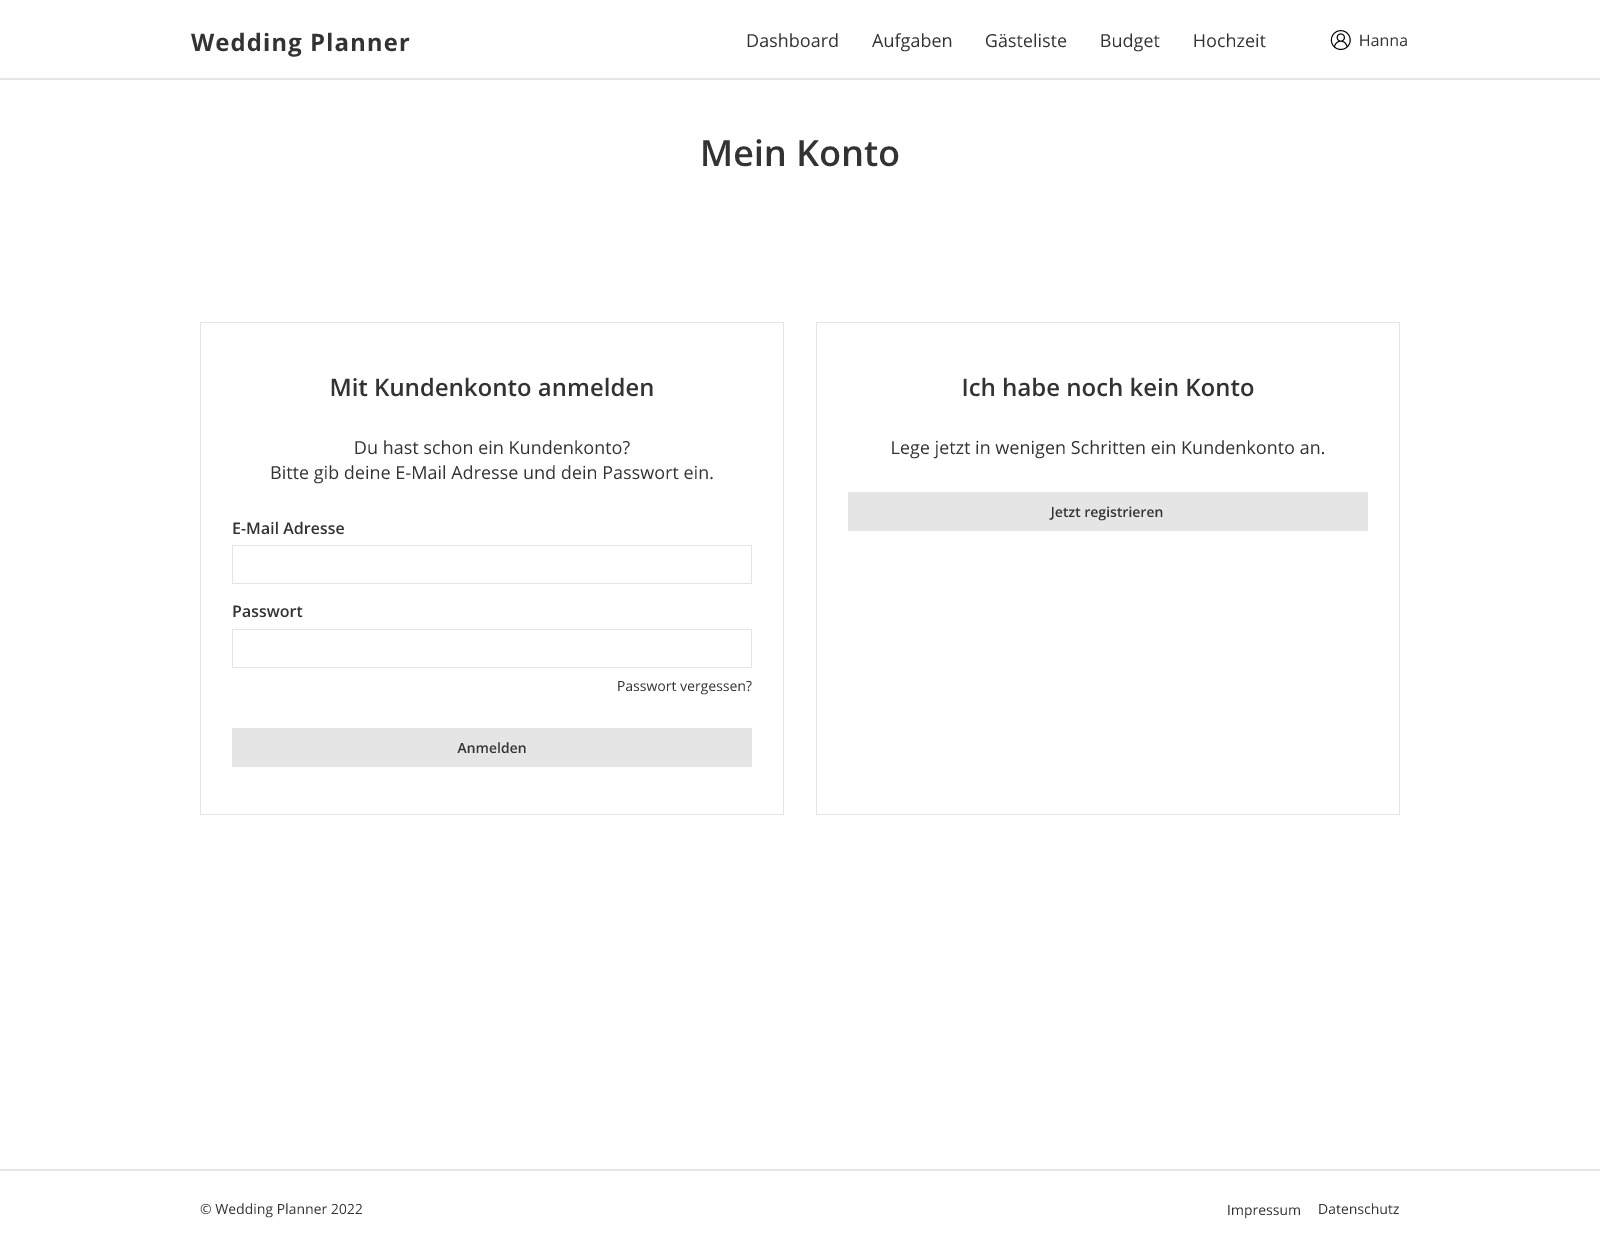 Wedding Planner
Dashboard Aufgaben Gästeliste Budget Hochzeit Hanna
Mein Konto
Mit Kundenkonto anmelden
Du hast schon ein Kundenkonto?
Bitte gib deine E-Mail Adresse und dein Passwort ein.
E-Mail Adresse
Passwort
Passwort vergessen?
Anmelden
Ich habe noch kein Konto
Lege jetzt in wenigen Schritten ein Kundenkonto an.
Jetzt registrieren
© Wedding Planner 2022
Impressum Datenschutz